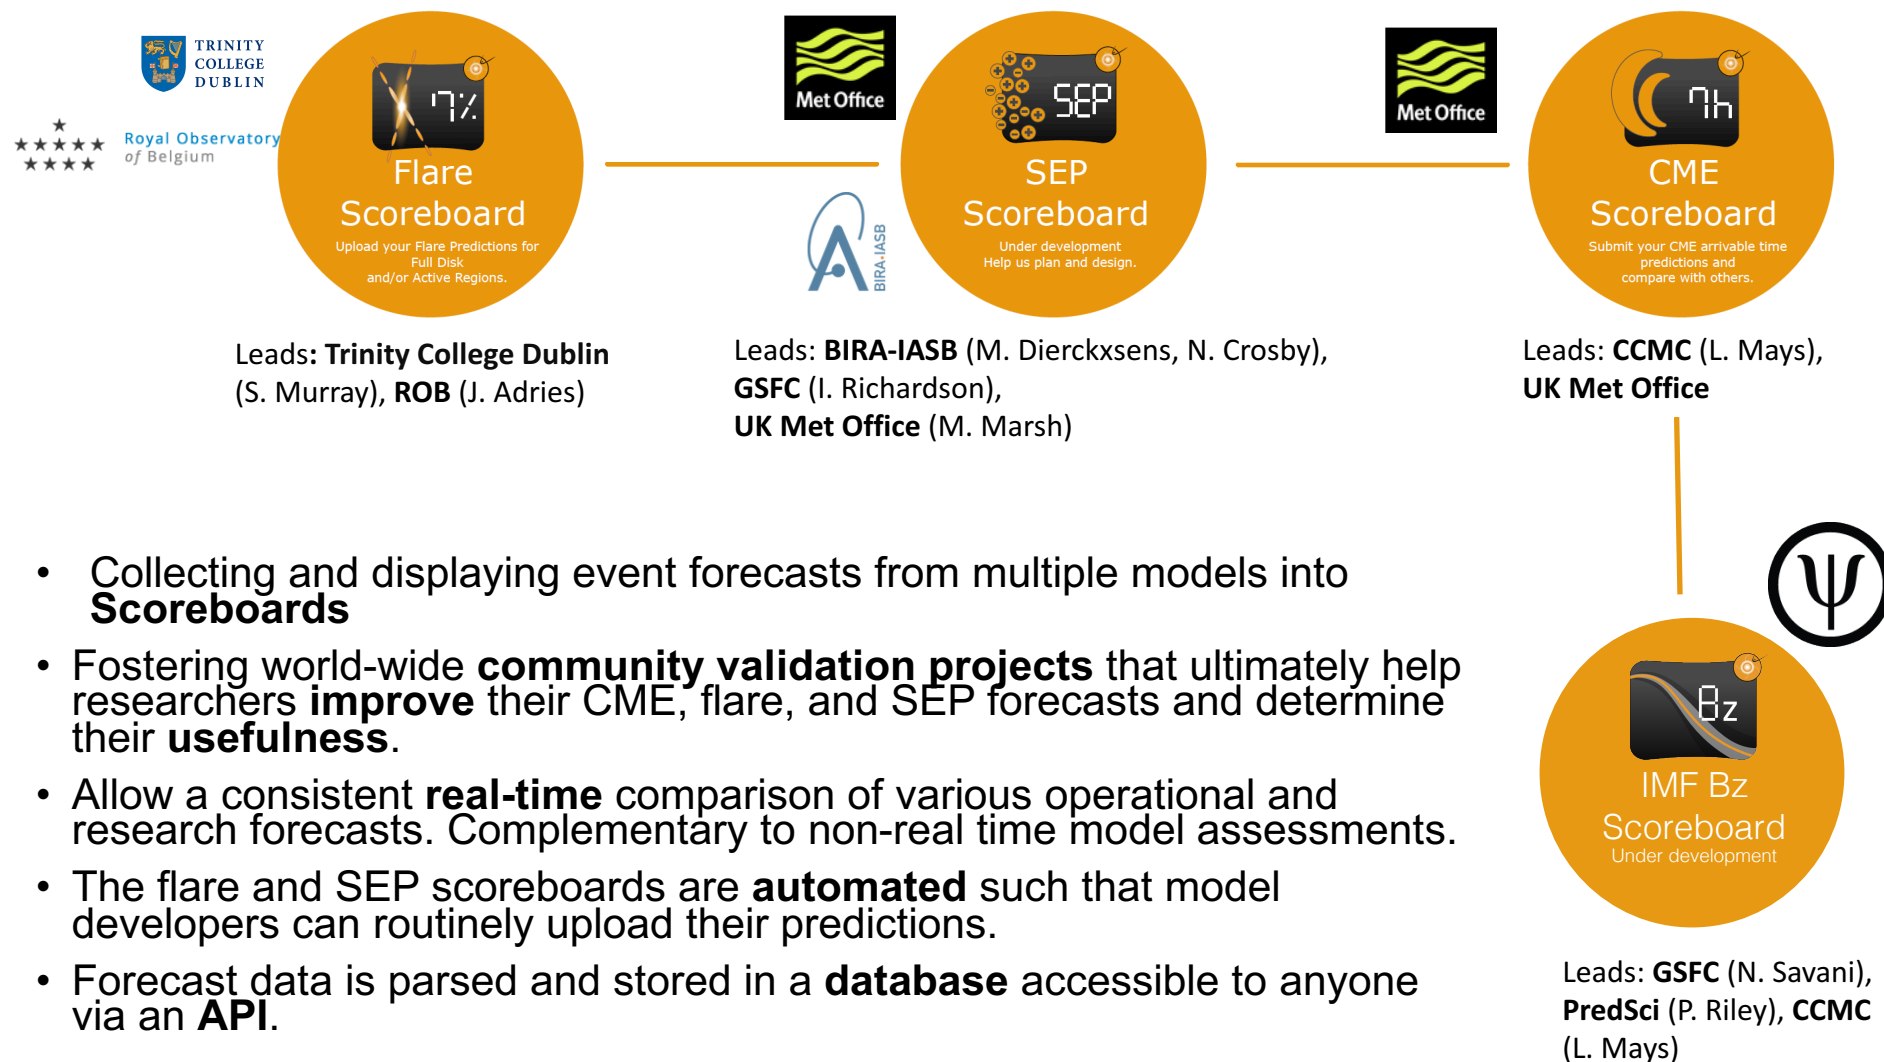 TRINITY
COLLEGE
DUBLIN
Royal Observatory
of Belgium
7%
Flare
Scoreboard
Upload your Flare Predictions for
Full Disk
and/or Active Regions.
Leads: Trinity College Dublin
(S. Murray), ROB (J. Adries)
Met Office
BIRA-IASB
SEP
SEP
Scoreboard
Under development
Help us plan and design.
Leads: BIRA-IASB (M. Dierckxsens, N. Crosby),
GSFC (I. Richardson),
UK Met Office (M. Marsh)
Met Office
7h
CME
Scoreboard
Submit your CME arrivable time
predictions and
compare with others.
Leads: CCMC (L. Mays),
UK Met Office
• Collecting and displaying event forecasts from multiple models into
Scoreboards
• Fostering world-wide community validation projects that ultimately help
researchers improve their CME, flare, and SEP forecasts and determine
their usefulness.
• Allow a consistent real-time comparison of various operational and
research forecasts. Complementary to non-real time model assessments.
• The flare and SEP scoreboards are automated such that model
developers can routinely upload their predictions.
• Forecast data is parsed and stored in a database accessible to anyone
via an API.
ψ
Bz
IMF Bz
Scoreboard
Under development
Leads: GSFC (N. Savani),
PredSci (P. Riley), CCMC
(L. Mays)